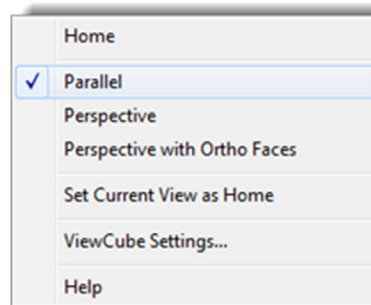 Home
Parallel
Perspective
Perspective with Ortho Faces
Set Current View as Home
ViewCube Settings...
Help